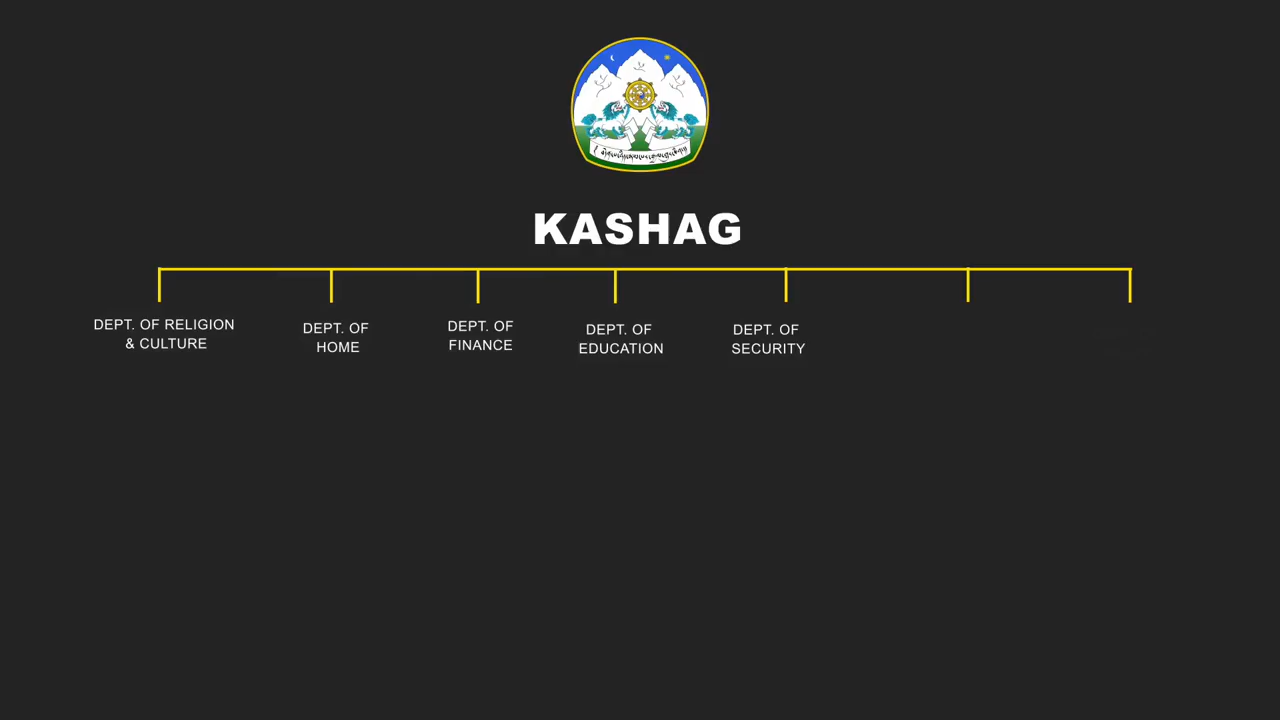 KASHAG
DEPT. OF RELIGION
& CULTURE
DEPT. OF
HOME
DEPT. OF
FINANCE
DEPT. OF
EDUCATION
DEPT. OF
SECURITY